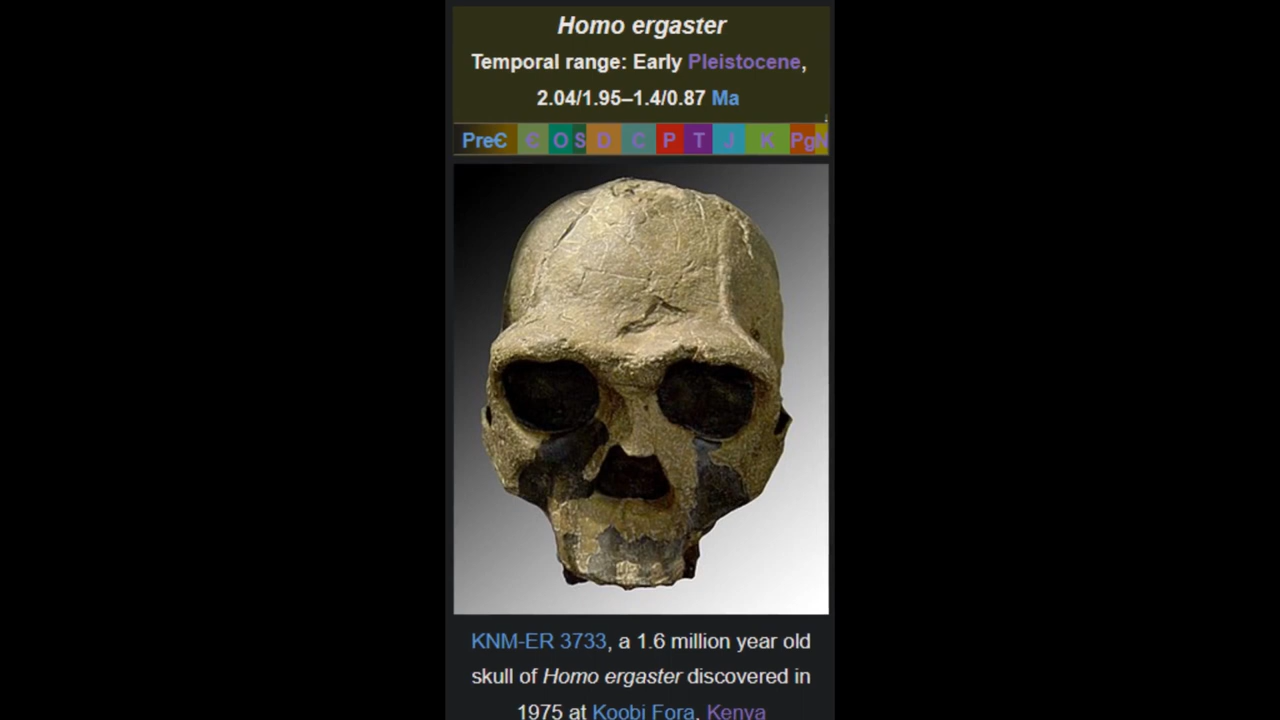 Homo ergaster
Temporal range: Early Pleistocene,
2.04/1.95–1.4/0.87 Ma
PreꞒ Ꞓ O S D C P T J K Pg N
KNM-ER 3733, a 1.6 million year old
skull of Homo ergaster discovered in
1975 at Koobi Fora, Kenya